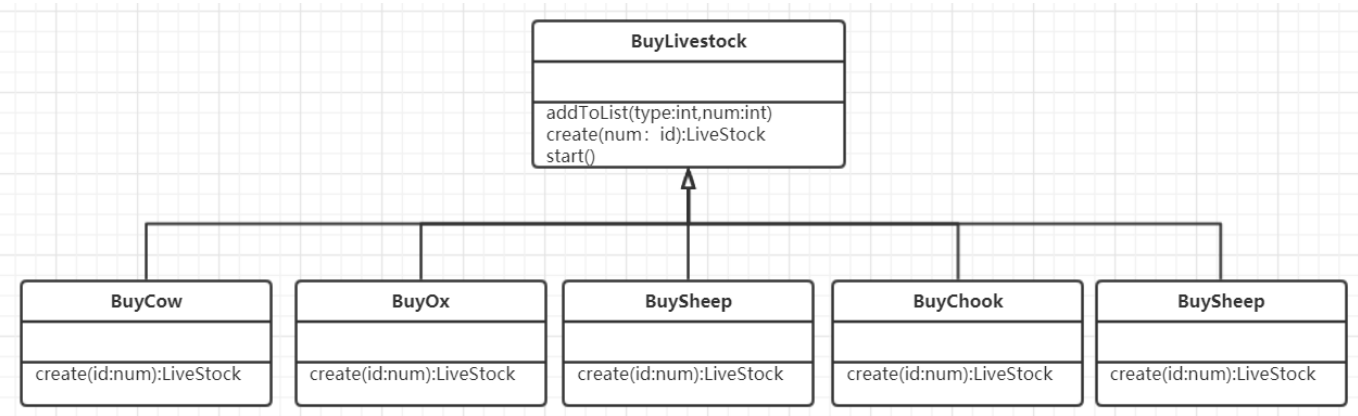 BuyLivestock
addToList(type:int,num:int)
create(num：id):LiveStock
start()
BuyCow
create(id:num):LiveStock
BuyOx
create(id:num):LiveStock
BuySheep
create(id:num):LiveStock
BuyChook
create(id:num):LiveStock
BuySheep
create(id:num):LiveStock